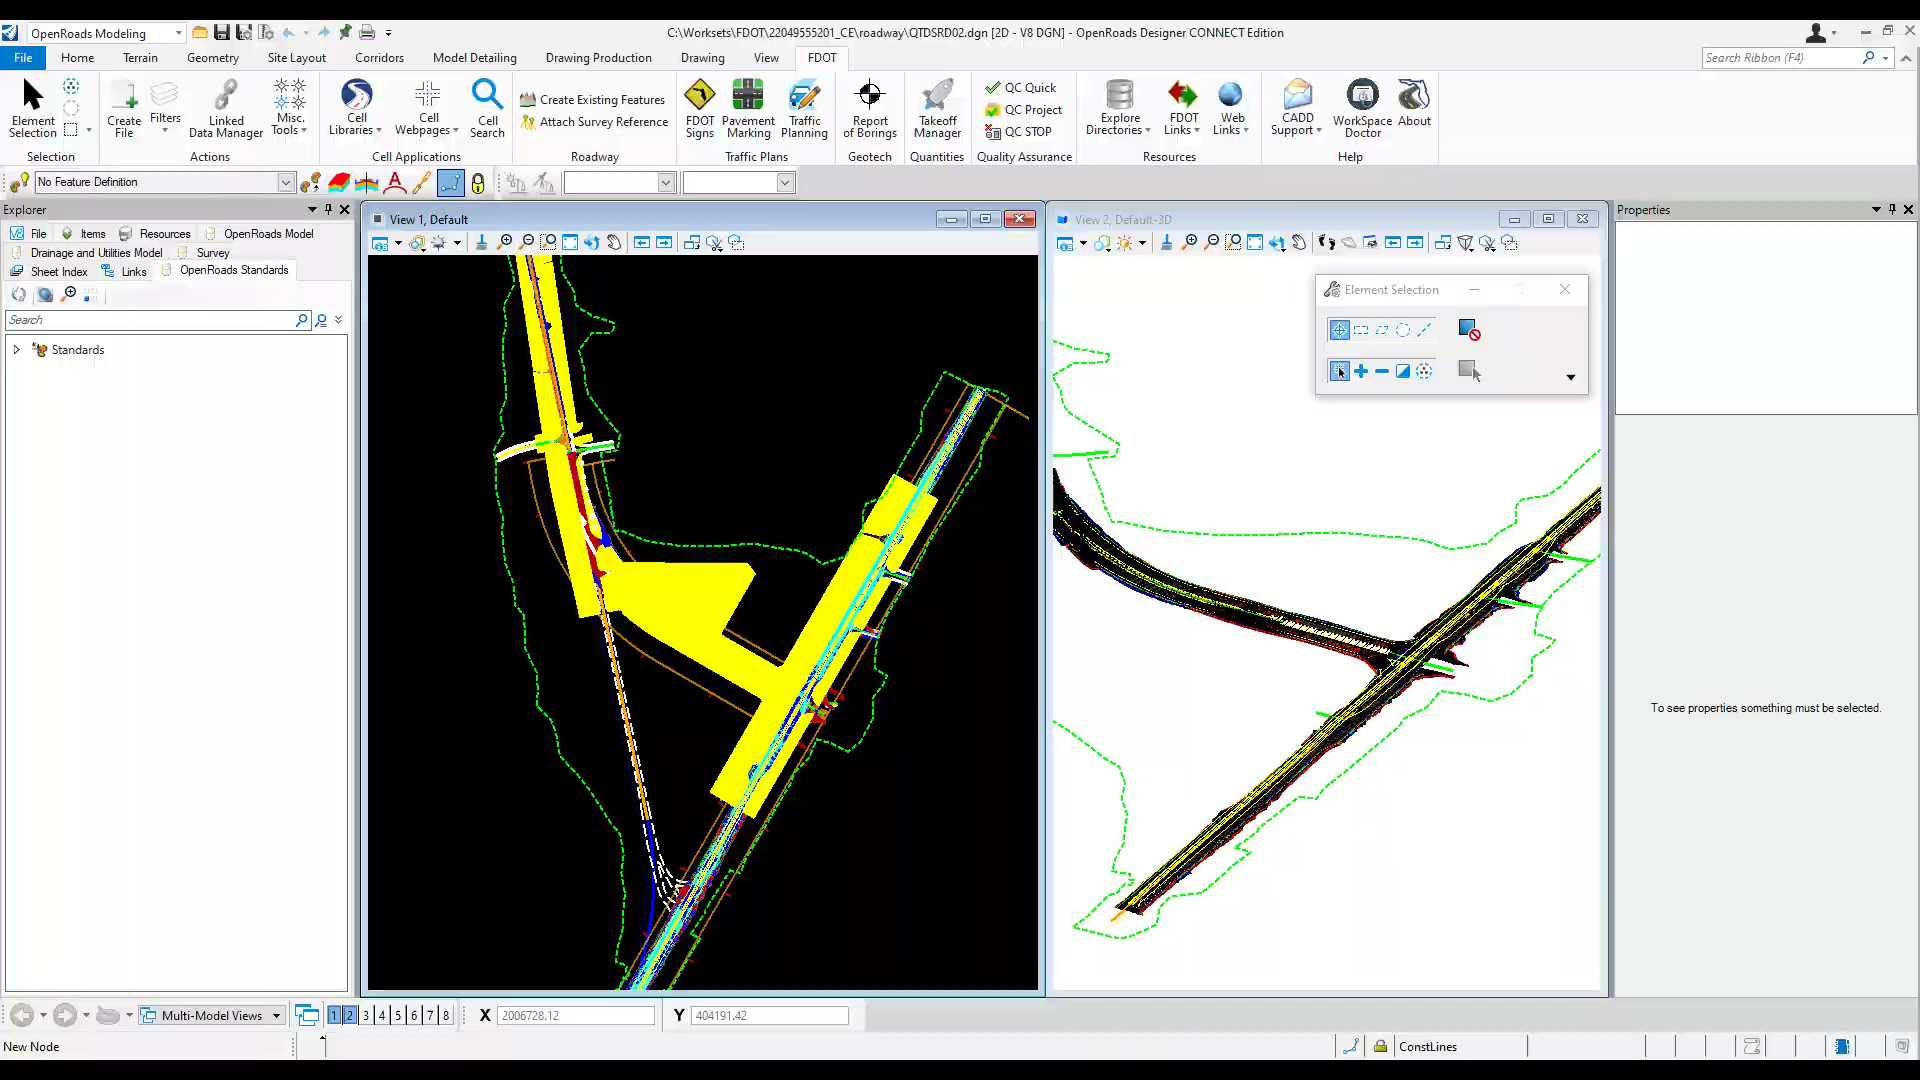 OpenRoads Modeling
C:\Worksets\FDOT\22049555201_CE\roadway\QTDSRD02.dgn [2D - V8 DGN] - OpenRoads Designer CONNECT Edition
File Home Terrain Geometry Site Layout Corridors Model Detailing Drawing Production Drawing View FDOT
Search Ribbon (F4)
Element Selection
Create File
Filters
Linked Data Manager
Misc. Tools
Cell Libraries
Cell Webpages
Cell Search
Create Existing Features
Attach Survey Reference
FDOT Signs
Pavement Marking
Traffic Planning
Report of Borings
Takeoff Manager
QC Quick
QC Project
QC STOP
Explore Directories
FDOT Links
Web Links
CADD Support
WorkSpace Doctor
About
Selection Actions Cell Applications Roadway Traffic Plans Geotech Quantities Quality Assurance Resources Help
No Feature Definition
Explorer
File Items Resources OpenRoads Model
Drainage and Utilities Model Survey
Sheet Index Links OpenRoads Standards
Search
Standards
View 1, Default
View 2, Default-3D
Element Selection
Properties
To see properties something must be selected.
Multi-Model Views 1 2 3 4 5 6 7 8 X 2006728.12 Y 404191.42
New Node
ConstLines